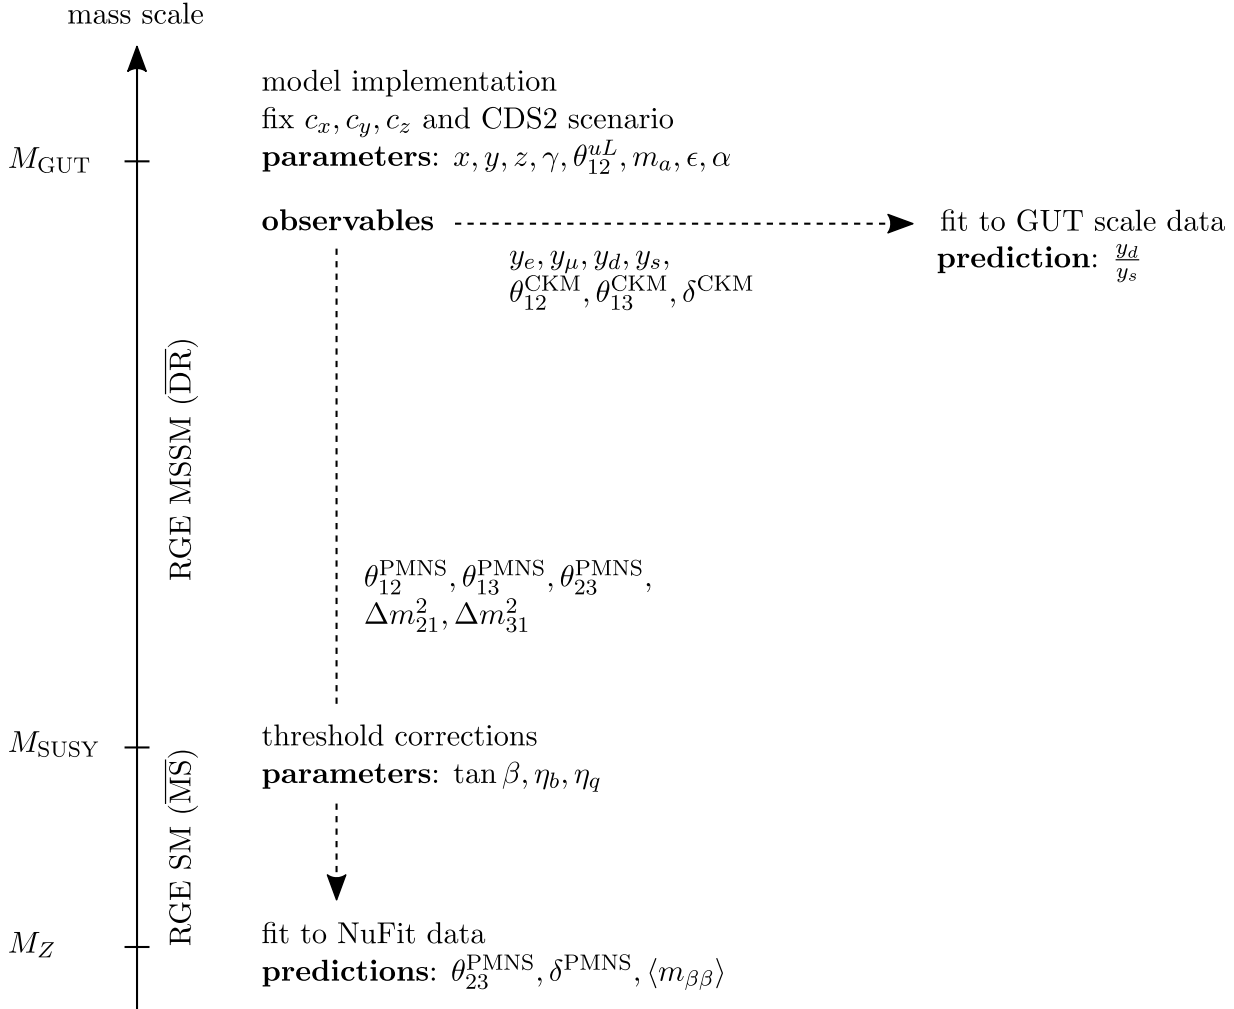 mass scale
model implementation
fix c_x, c_y, c_z and CDS2 scenario
M_GUT
parameters: x, y, z, γ, θ_12^{uL}, m_a, ϵ, α
observables
fit to GUT scale data
prediction: y_d/y_s
y_e, y_μ, y_d, y_s,
θ_12^CKM, θ_13^CKM, δ^CKM
RGE MSSM (\overline{DR})
θ_12^PMNS, θ_13^PMNS, θ_23^PMNS,
Δm_21^2, Δm_31^2
M_SUSY
threshold corrections
parameters: tan β, η_b, η_q
RGE SM (\overline{MS})
M_Z
fit to NuFit data
predictions: θ_23^PMNS, δ^PMNS, ⟨m_ββ⟩